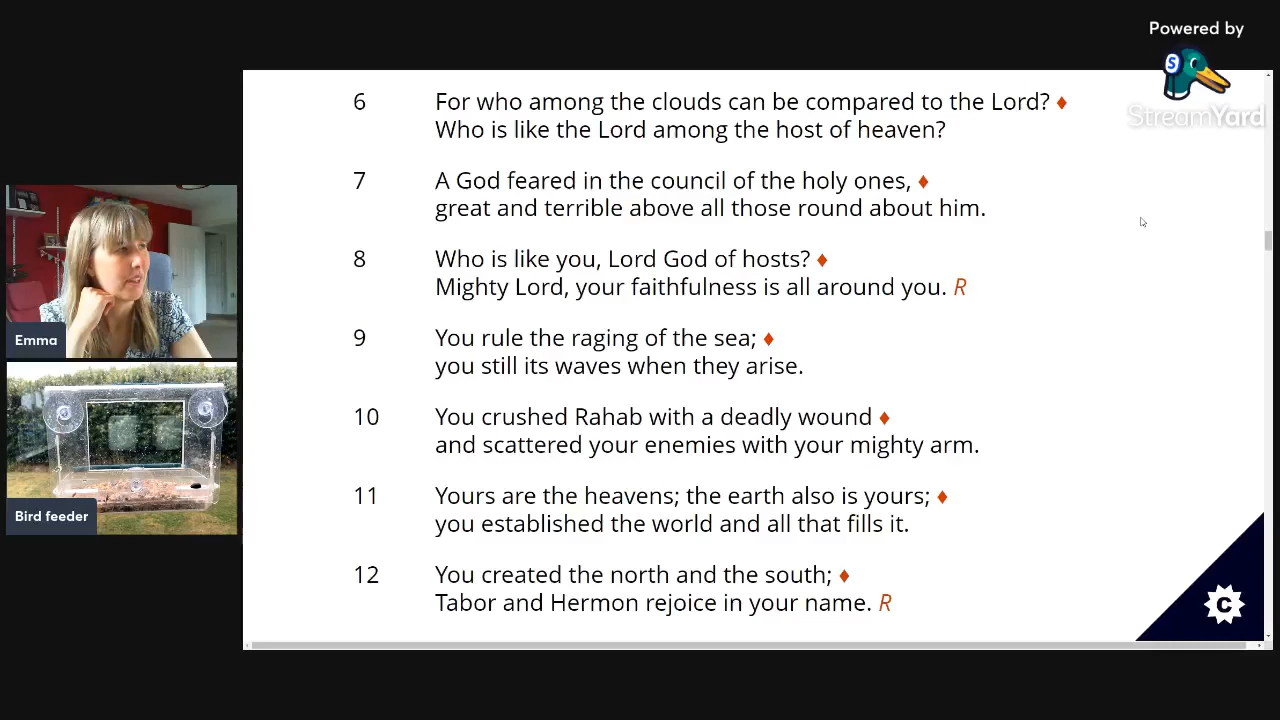 Powered by
StreamYard
6 For who among the clouds can be compared to the Lord? ♦
Who is like the Lord among the host of heaven?
7 A God feared in the council of the holy ones, ♦
great and terrible above all those round about him.
8 Who is like you, Lord God of hosts? ♦
Mighty Lord, your faithfulness is all around you. R
9 You rule the raging of the sea; ♦
you still its waves when they arise.
10 You crushed Rahab with a deadly wound ♦
and scattered your enemies with your mighty arm.
11 Yours are the heavens; the earth also is yours; ♦
you established the world and all that fills it.
12 You created the north and the south; ♦
Tabor and Hermon rejoice in your name. R
Emma
Bird feeder
S
C